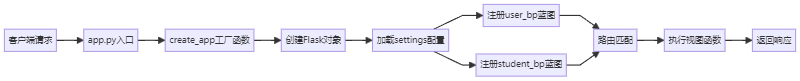 客户端请求
app.py入口
create_app工厂函数
创建Flask对象
加载settings配置
注册user_bp蓝图
注册student_bp蓝图
路由匹配
执行视图函数
返回响应